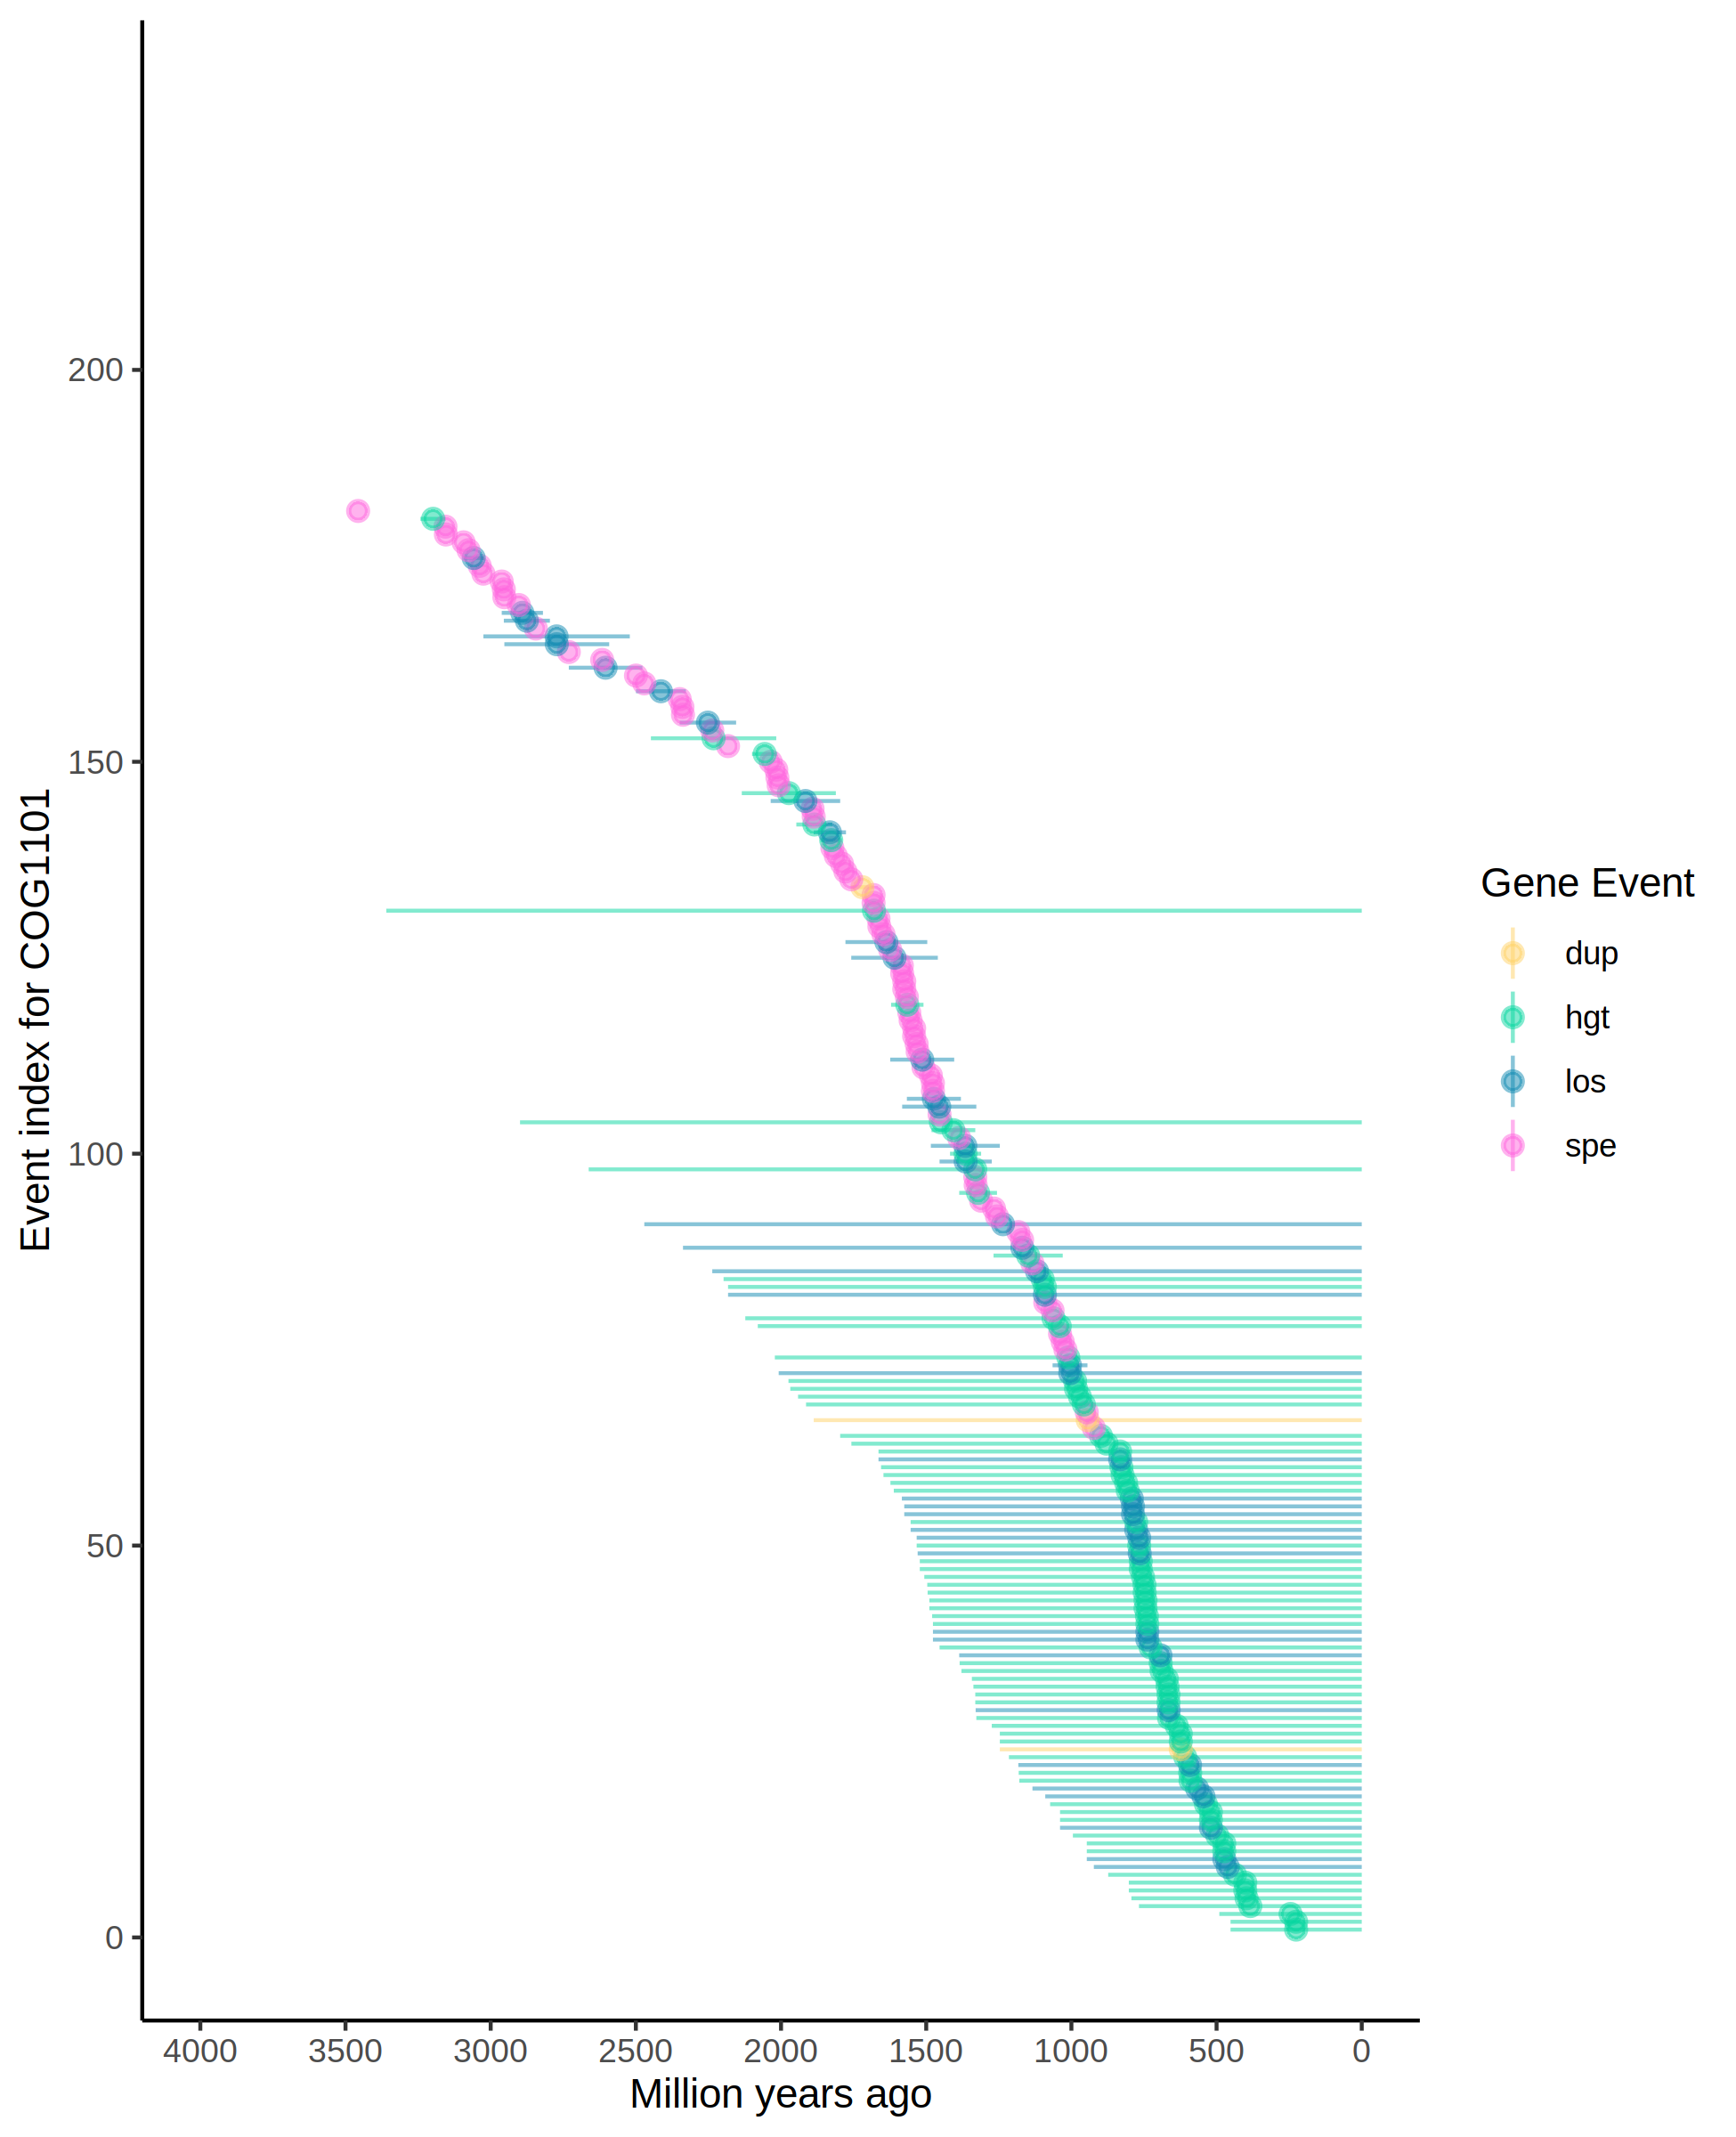 Event index for COG1101
200
150
100
50
0
4000 3500 3000 2500 2000 1500 1000 500 0
Million years ago
Gene Event
dup
hgt
los
spe